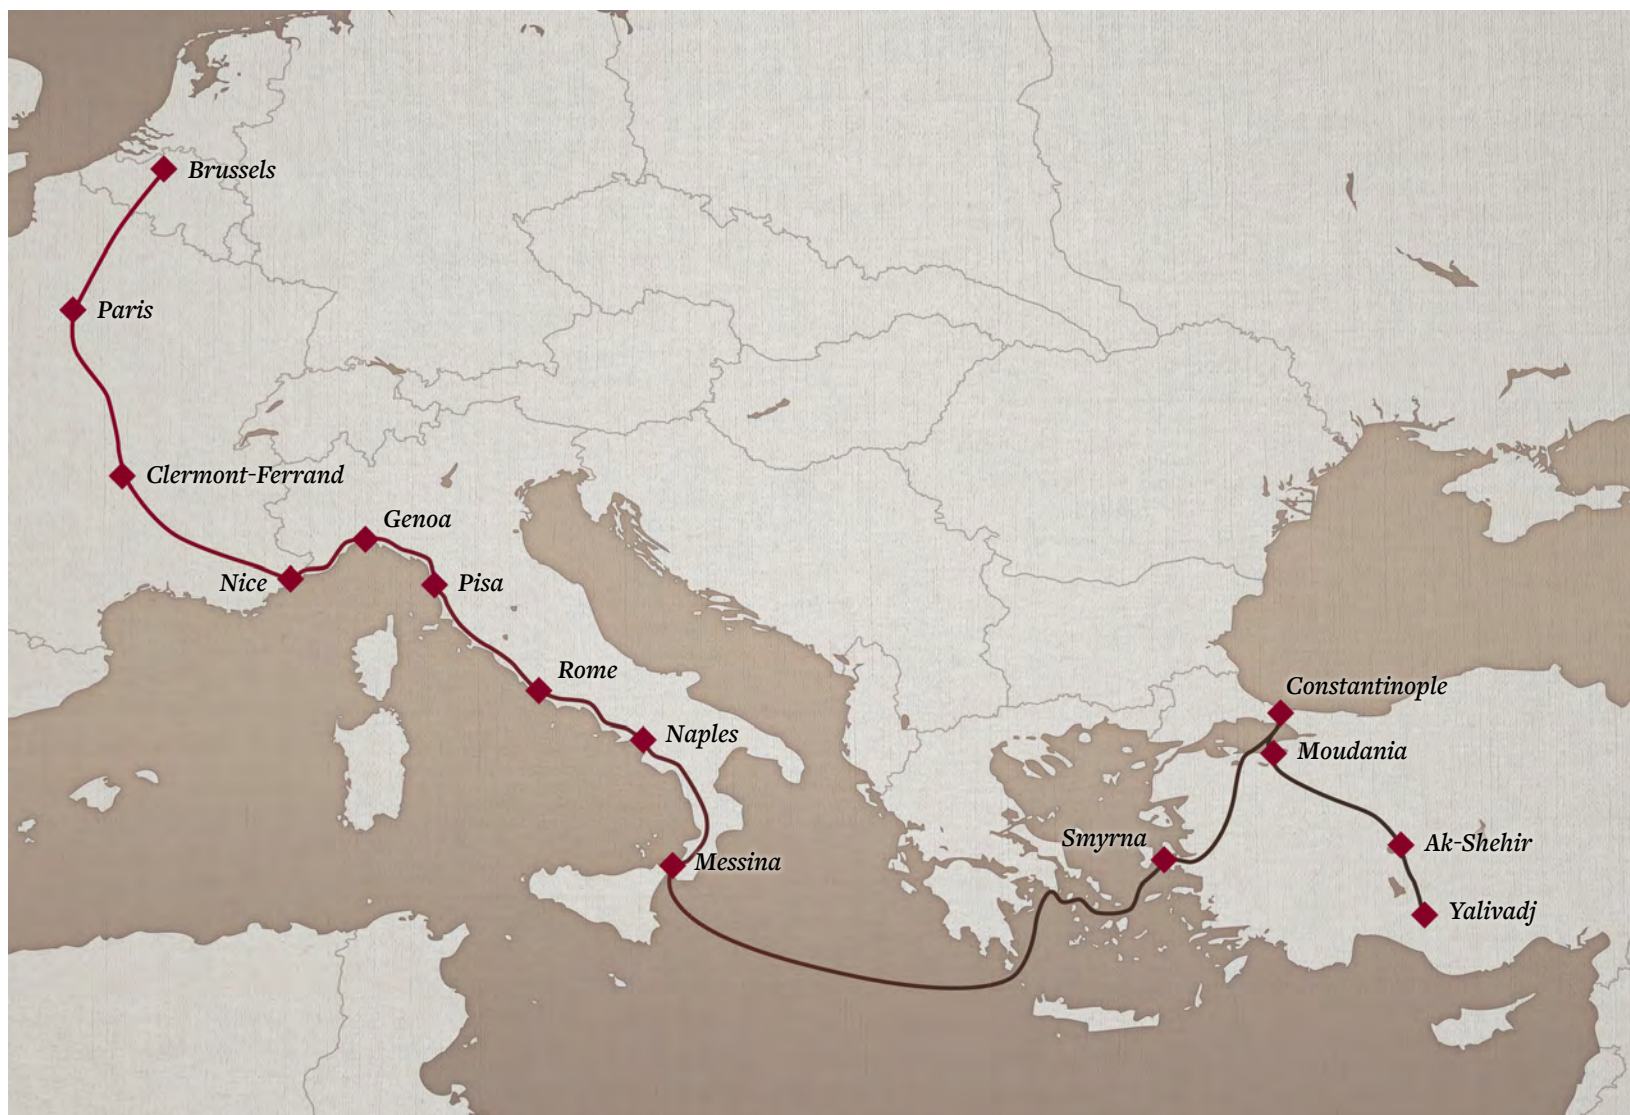 Brussels
Paris
Clermont-Ferrand
Genoa
Nice
Pisa
Rome
Naples
Messina
Constantinople
Moudania
Smyrna
Ak-Shehir
Yalivadj